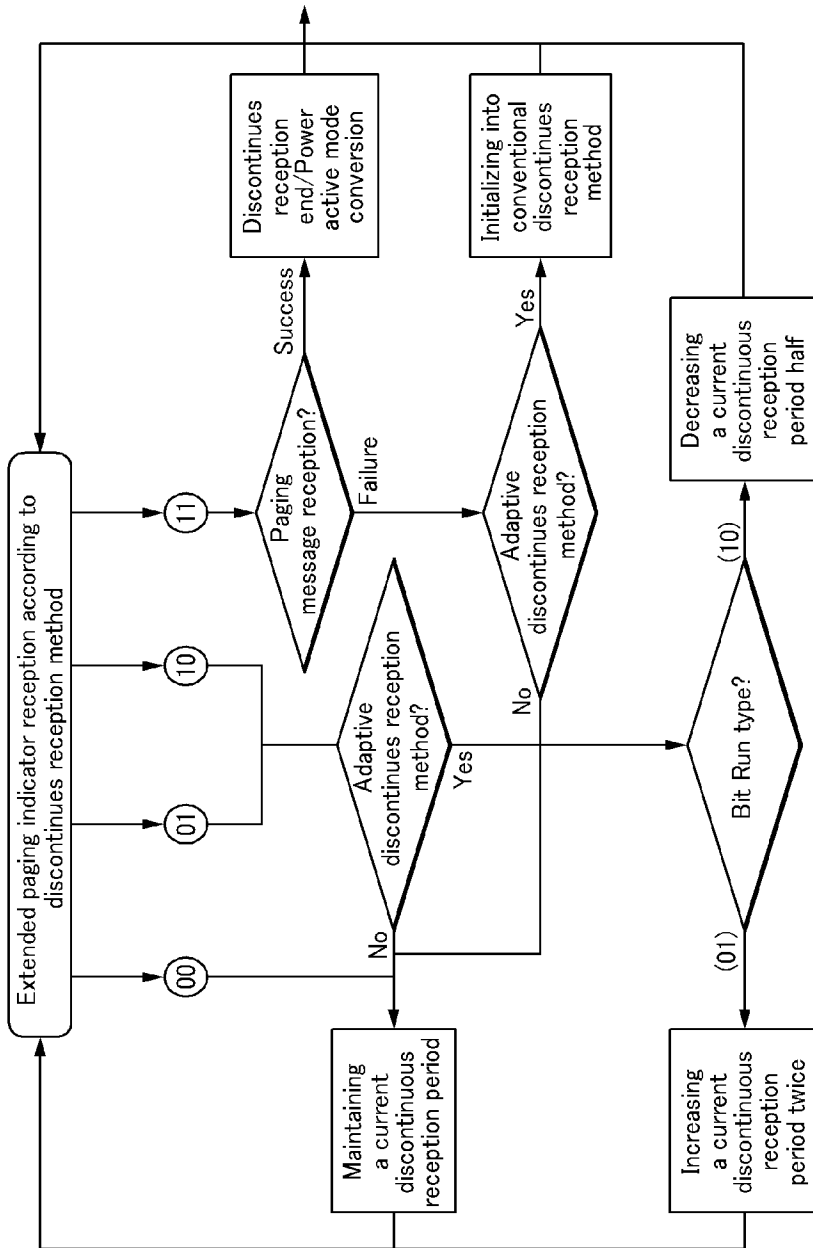 Extended paging indicator reception according to
discontinues reception method
00
01
10
11
Paging
message reception?
Success
Failure
Discontinues
reception
end/Power
active mode
conversion
Adaptive
discontinues reception
method?
No
Yes
Maintaining
a current
discontinuous
reception period
Adaptive
discontinues reception
method?
No
Yes
Initializing into
conventional
discontinues
reception
method
Bit Run type?
(01)
(10)
Increasing
a current
discontinuous
reception
period twice
Decreasing
a current
discontinuous
reception
period half